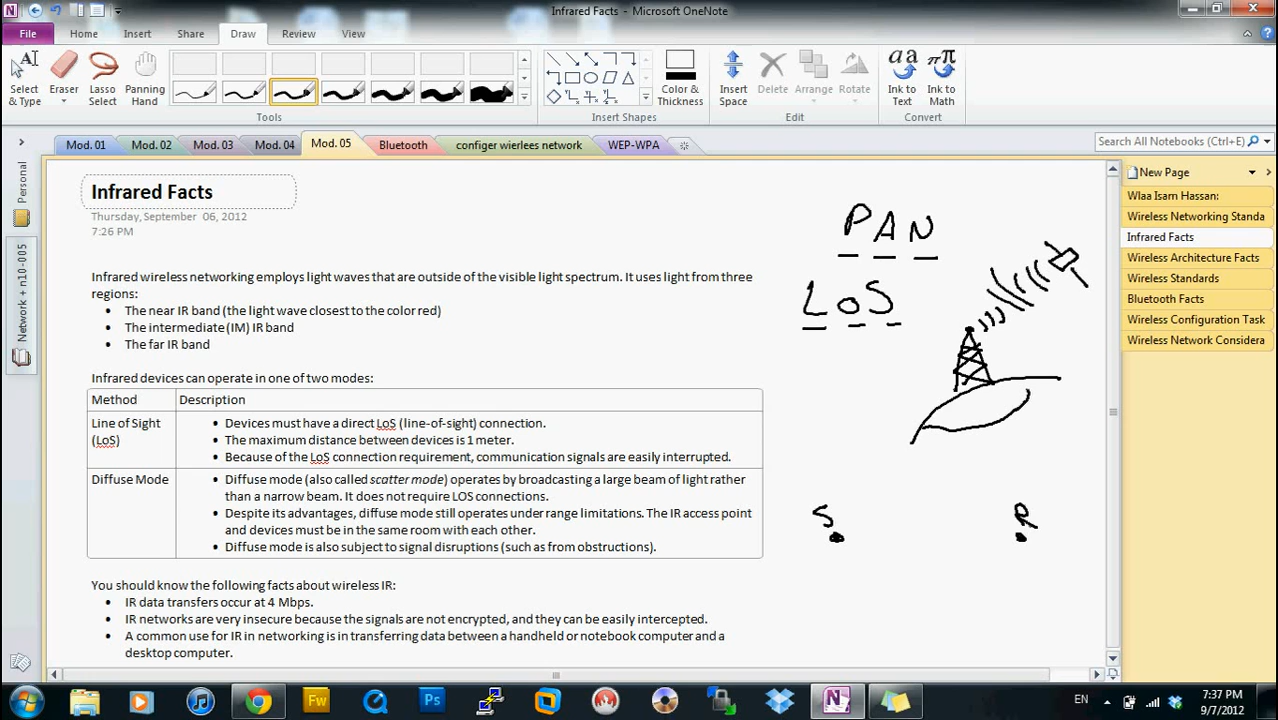 Infrared Facts - Microsoft OneNote
File Home Insert Share Draw Review View
Select & Type
Eraser
Lasso Select
Panning Hand
Color & Thickness
Insert Space
Delete
Arrange
Rotate
Ink to Text
Ink to Math
Tools
Insert Shapes
Edit
Convert
Mod. 01 Mod. 02 Mod. 03 Mod. 04 Mod. 05 Bluetooth configer wierlees network WEP-WPA
Search All Notebooks (Ctrl+E)
Personal
Network + n10-005
Infrared Facts
Thursday, September 06, 2012
7:26 PM
Infrared wireless networking employs light waves that are outside of the visible light spectrum. It uses light from three
regions:
• The near IR band (the light wave closest to the color red)
• The intermediate (IM) IR band
• The far IR band
Infrared devices can operate in one of two modes:
Method Description
Line of Sight
(LoS)
• Devices must have a direct LoS (line-of-sight) connection.
• The maximum distance between devices is 1 meter.
• Because of the LoS connection requirement, communication signals are easily interrupted.
Diffuse Mode
• Diffuse mode (also called scatter mode) operates by broadcasting a large beam of light rather
than a narrow beam. It does not require LOS connections.
• Despite its advantages, diffuse mode still operates under range limitations. The IR access point
and devices must be in the same room with each other.
• Diffuse mode is also subject to signal disruptions (such as from obstructions).
You should know the following facts about wireless IR:
• IR data transfers occur at 4 Mbps.
• IR networks are very insecure because the signals are not encrypted, and they can be easily intercepted.
• A common use for IR in networking is in transferring data between a handheld or notebook computer and a
desktop computer.
PAN
LoS
S R
New Page
Wlaa Isam Hassan:
Wireless Networking Standa
Infrared Facts
Wireless Architecture Facts
Wireless Standards
Bluetooth Facts
Wireless Configuration Task
Wireless Network Considera
Fw
Ps
EN
7:37 PM
9/7/2012